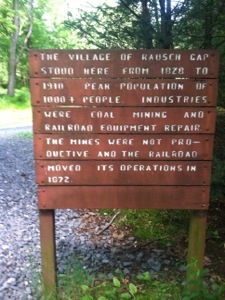 THE VILLAGE OF RAUSCH GAP
STOOD HERE FROM 1828 TO
1910 PEAR POPULATION OF
1000+ PEOPLE. INDUSTRIES
WERE COAL MINING AND
RAILROAD EQUIPMENT REPAIR.
THE MINES WERE NOT PRO-
DUCTIVE AND THE RAILROAD
MOVED ITS OPERATIONS IN
1872.